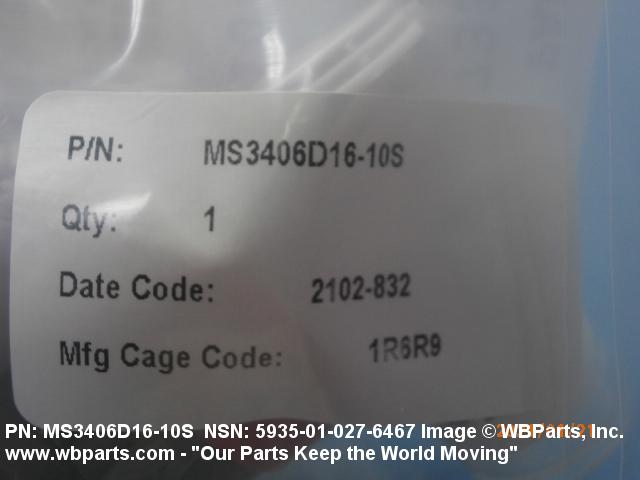 P/N: MS3406D16-10S
Qty: 1
Date Code: 2102-832
Mfg Cage Code: 1R6R9
PN: MS3406D16-10S NSN: 5935-01-027-6467 Image © WBParts, Inc.
www.wbparts.com - "Our Parts Keep the World Moving"